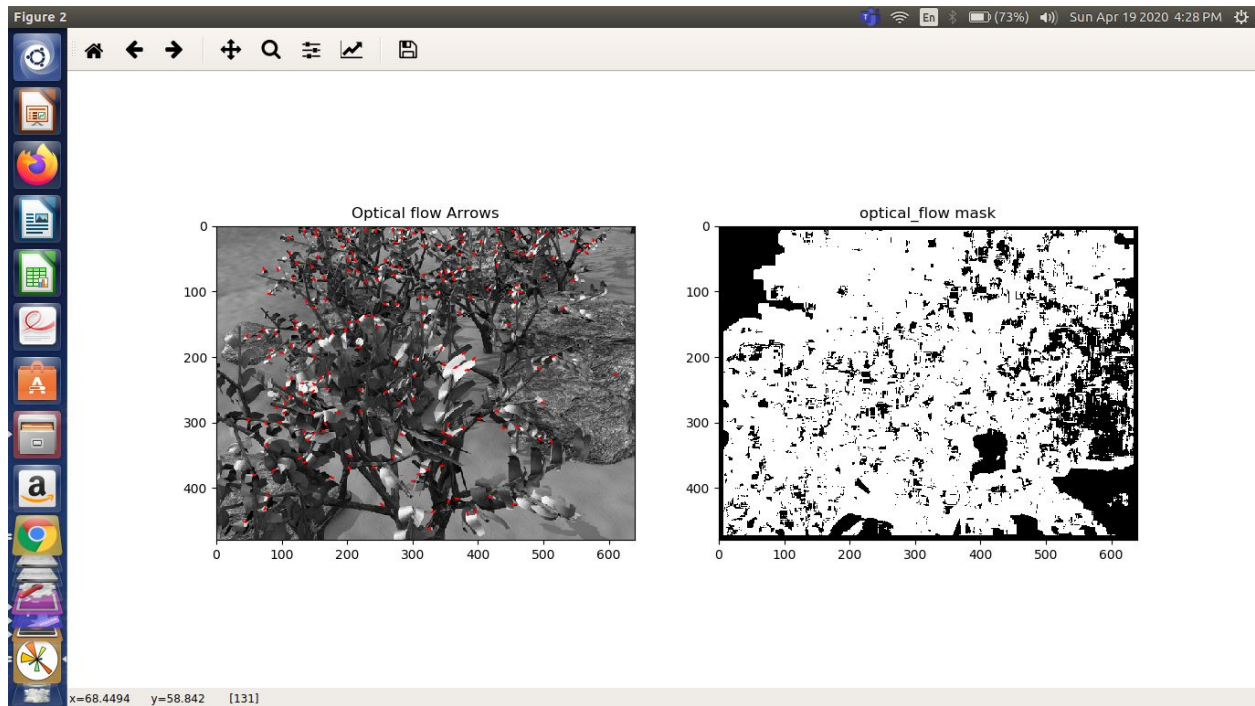 Figure 2
En (73%) Sun Apr 19 2020 4:28 PM
Optical flow Arrows
0
100
200
300
400
0 100 200 300 400 500 600
optical_flow mask
0
100
200
300
400
0 100 200 300 400 500 600
A
a
x=68.4494 y=58.842 [131]